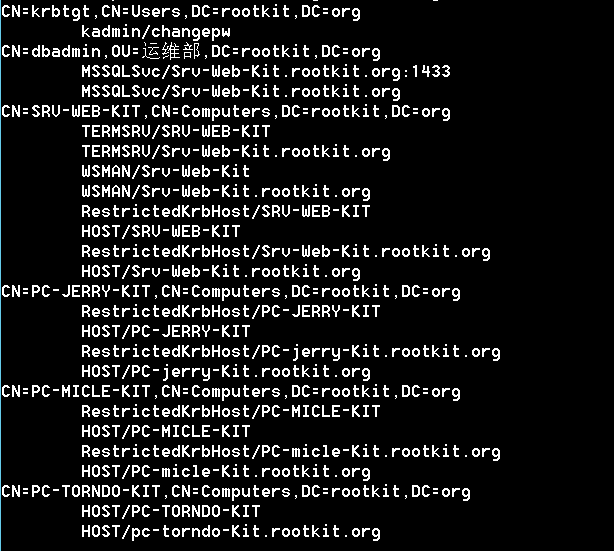 CN=krbtgt,CN=Users,DC=rootkit,DC=org
kadmin/changepw
CN=dbadmin,OU=运维部,DC=rootkit,DC=org
MSSQLSvc/Srv-Web-Kit.rootkit.org:1433
MSSQLSvc/Srv-Web-Kit.rootkit.org
CN=SRV-WEB-KIT,CN=Computers,DC=rootkit,DC=org
TERMSRV/SRV-WEB-KIT
TERMSRV/Srv-Web-Kit.rootkit.org
WSMAN/Srv-Web-Kit
WSMAN/Srv-Web-Kit.rootkit.org
RestrictedKrbHost/SRV-WEB-KIT
HOST/SRV-WEB-KIT
RestrictedKrbHost/Srv-Web-Kit.rootkit.org
HOST/Srv-Web-Kit.rootkit.org
CN=PC-JERRY-KIT,CN=Computers,DC=rootkit,DC=org
RestrictedKrbHost/PC-JERRY-KIT
HOST/PC-JERRY-KIT
RestrictedKrbHost/PC-jerry-Kit.rootkit.org
HOST/PC-jerry-Kit.rootkit.org
CN=PC-MICLE-KIT,CN=Computers,DC=rootkit,DC=org
RestrictedKrbHost/PC-MICLE-KIT
HOST/PC-MICLE-KIT
RestrictedKrbHost/PC-micle-Kit.rootkit.org
HOST/PC-micle-Kit.rootkit.org
CN=PC-TORNDO-KIT,CN=Computers,DC=rootkit,DC=org
HOST/PC-TORNDO-KIT
HOST/pc-torndo-Kit.rootkit.org